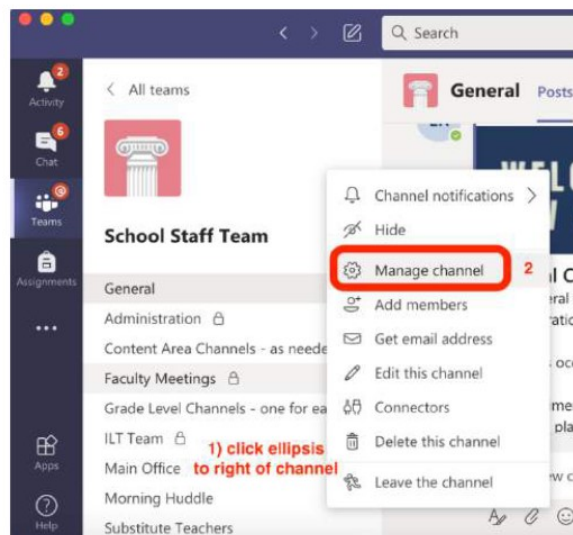 Search
2
Activity
6
Chat
Teams
Assignments
Apps
Help
All teams
School Staff Team
General
Administration
Content Area Channels - as neede
Faculty Meetings
Grade Level Channels - one for ea
ILT Team
Main Office
Morning Huddle
Substitute Teachers
1) click ellipsis
to right of channel
General Posts
WEL
Channel notifications
Hide
Manage channel 2
Add members
Get email address
Edit this channel
Connectors
Delete this channel
Leave the channel